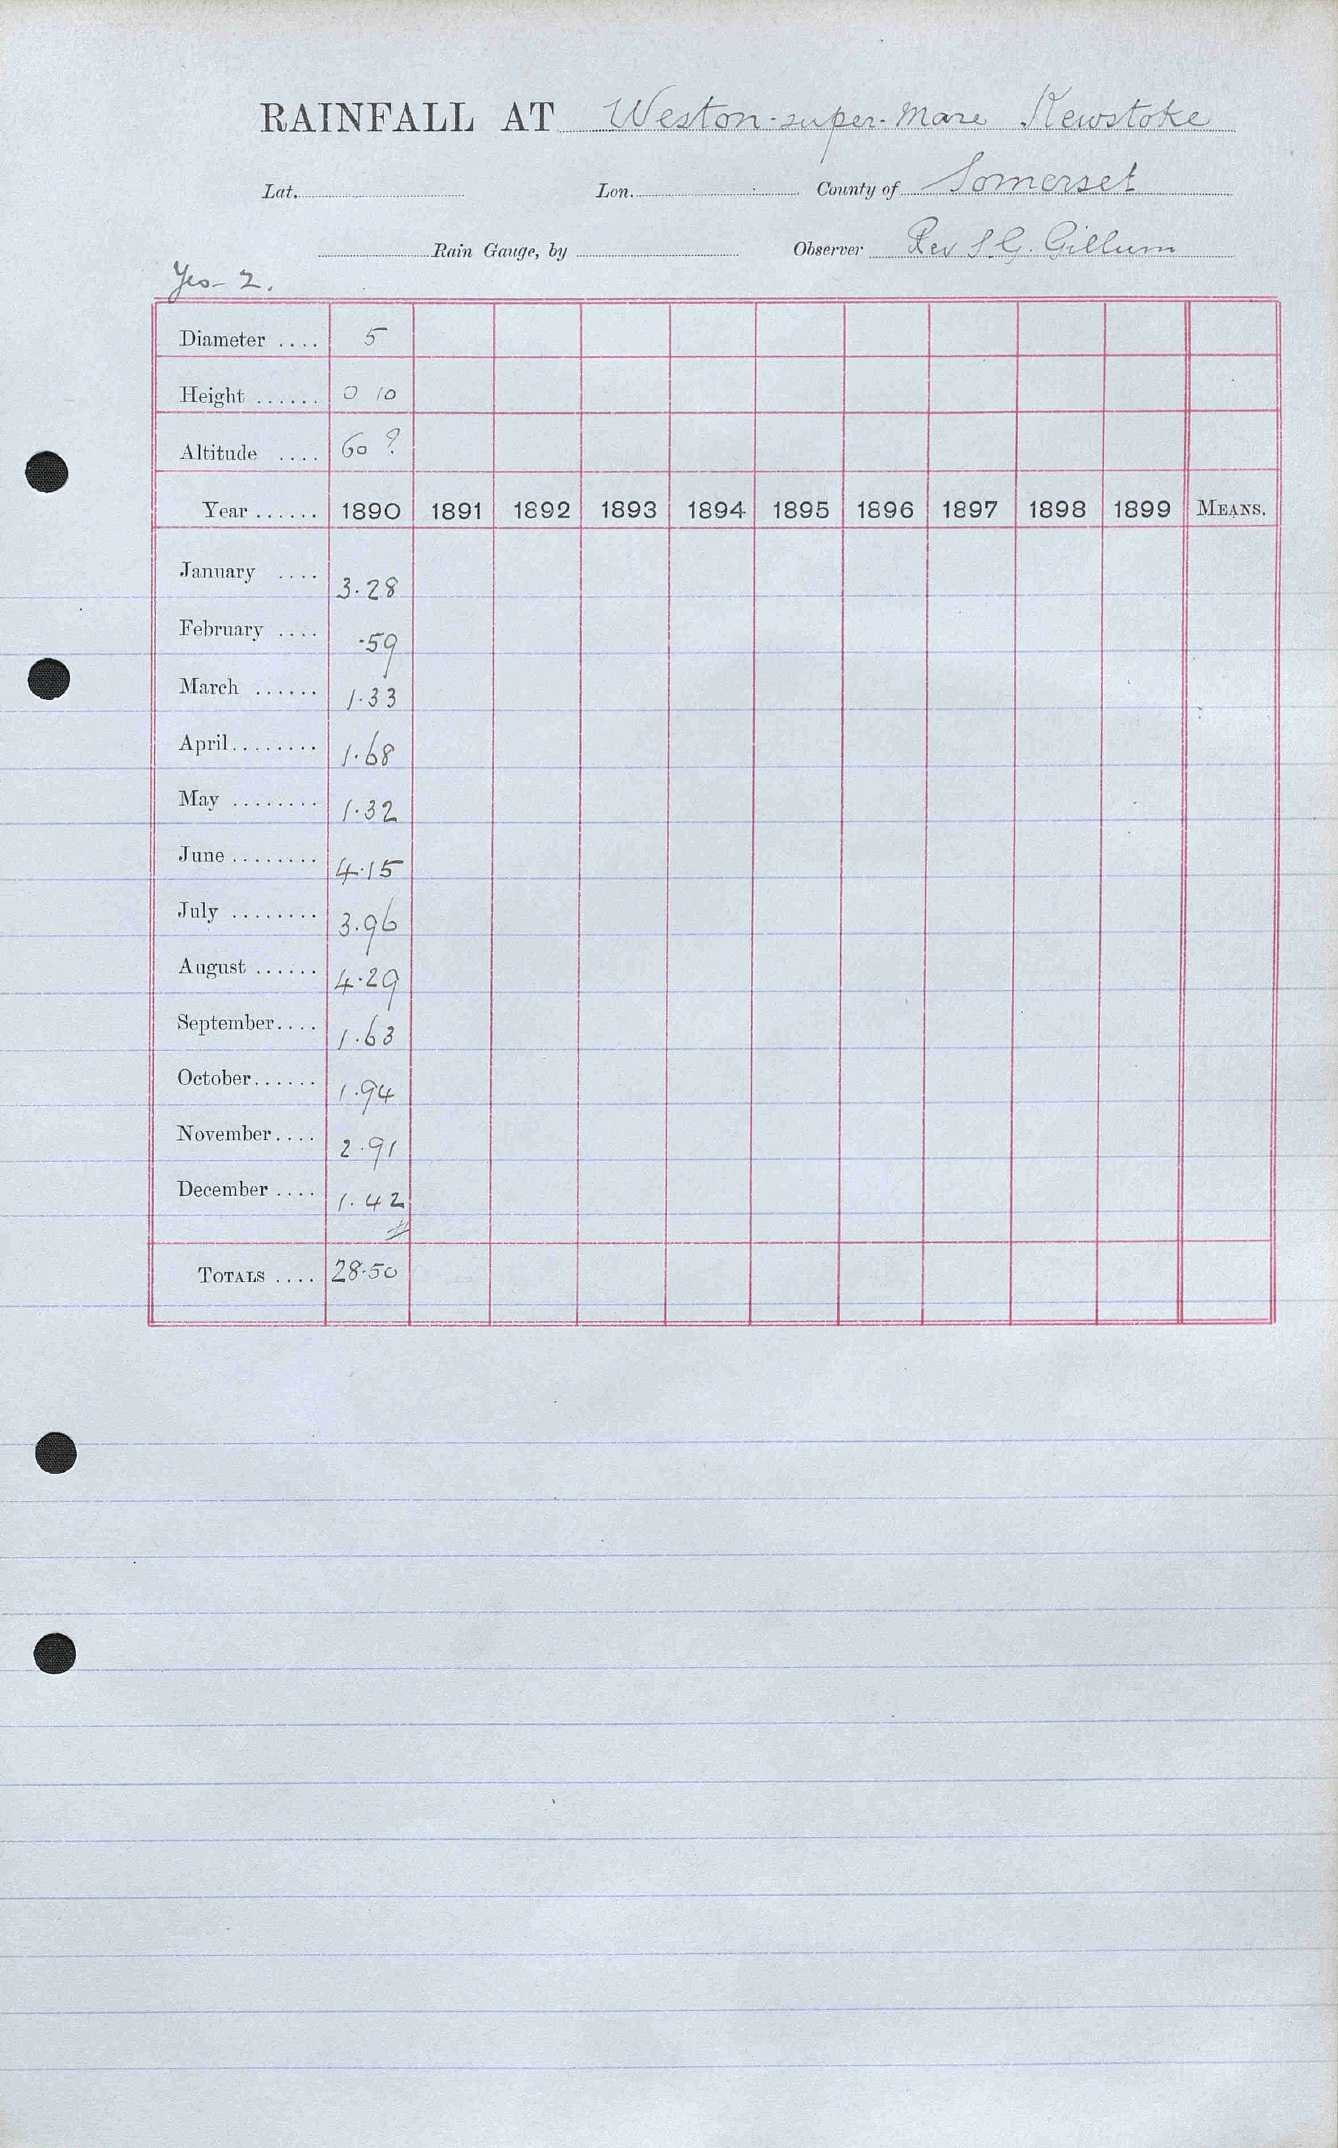 RAINFALL AT Weston-super-Mare Kewstoke
Lat. Lon. County of Somerset
Rain Gauge, by Observer Rev S. G. Gillum
Yeo - 2.
Diameter .... 5
Height ...... 0 10
Altitude .... 60 ?
Year ...... 1890 1891 1892 1893 1894 1895 1896 1897 1898 1899 MEANS.
January .... 3.28
February .... .59
March ...... 1.33
April ........ 1.68
May ........ 1.32
June ........ 4.15
July ........ 3.96
August ...... 4.29
September .... 1.63
October ...... 1.94
November .... 2.91
December .... 1.42
TOTALS .... 28.50